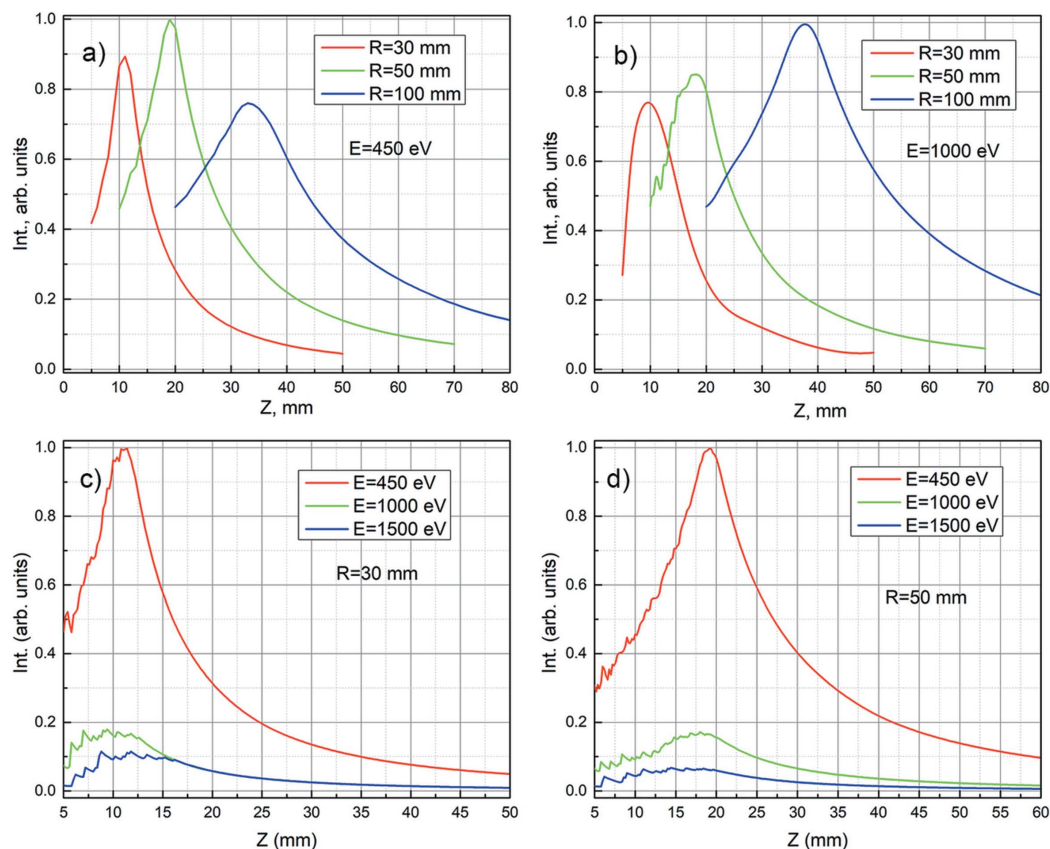 a)
Int., arb. units
1.0
0.8
0.6
0.4
0.2
0.0
R=30 mm
R=50 mm
R=100 mm
E=450 eV
0 10 20 30 40 50 60 70 80
Z, mm
b)
Int., arb. units
1.0
0.8
0.6
0.4
0.2
0.0
R=30 mm
R=50 mm
R=100 mm
E=1000 eV
0 10 20 30 40 50 60 70 80
Z, mm
c)
Int. (arb. units)
1.0
0.8
0.6
0.4
0.2
0.0
E=450 eV
E=1000 eV
E=1500 eV
R=30 mm
5 10 15 20 25 30 35 40 45 50
Z (mm)
d)
Int. (arb. units)
1.0
0.8
0.6
0.4
0.2
0.0
E=450 eV
E=1000 eV
E=1500 eV
R=50 mm
5 10 15 20 25 30 35 40 45 50 55 60
Z (mm)